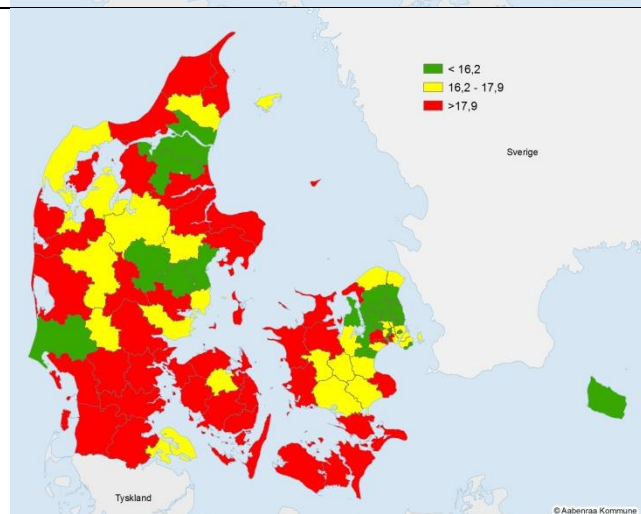 < 16,2
16,2 - 17,9
>17,9
Sverige
Tyskland
© Aabenraa Kommune